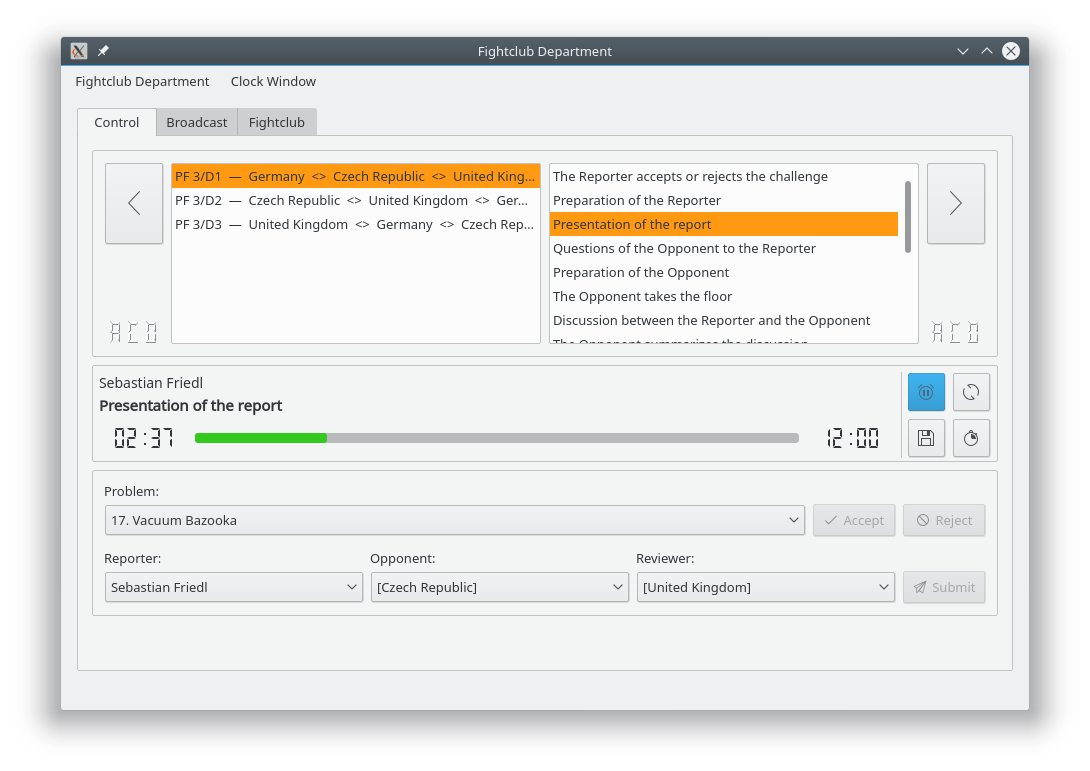 Fightclub Department
Fightclub Department Clock Window
Control Broadcast Fightclub
PF 3/D1 — Germany <> Czech Republic <> United King...
PF 3/D2 — Czech Republic <> United Kingdom <> Ger...
PF 3/D3 — United Kingdom <> Germany <> Czech Rep...
The Reporter accepts or rejects the challenge
Preparation of the Reporter
Presentation of the report
Questions of the Opponent to the Reporter
Preparation of the Opponent
The Opponent takes the floor
Discussion between the Reporter and the Opponent
The Opponent summarizes the discussion
Sebastian Friedl
Presentation of the report
02:37 12:00
Problem:
17. Vacuum Bazooka Accept Reject
Reporter: Opponent: Reviewer:
Sebastian Friedl [Czech Republic] [United Kingdom] Submit